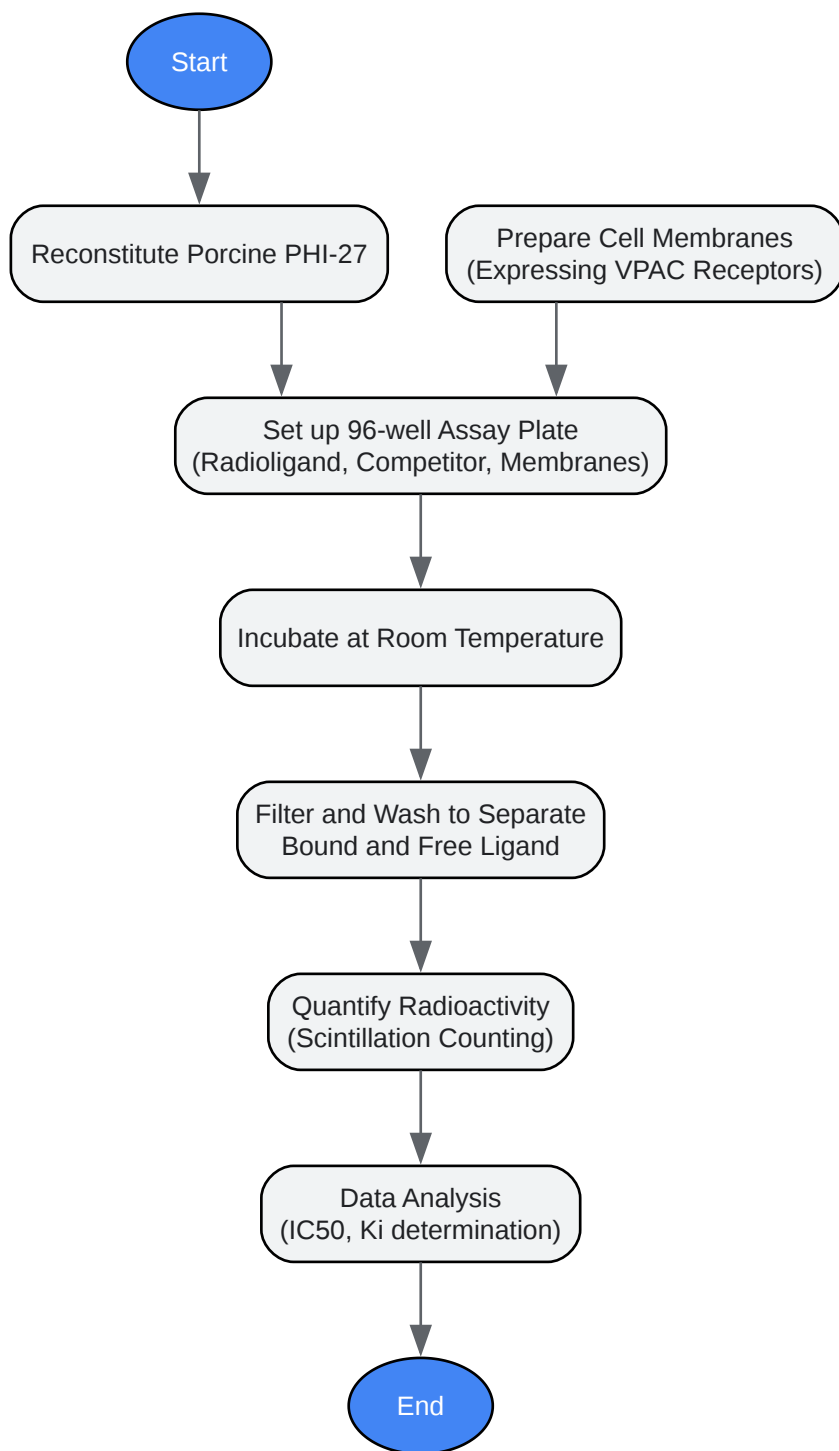 Start
Reconstitute Porcine PHI-27
Prepare Cell Membranes
(Expressing VPAC Receptors)
Set up 96-well Assay Plate
(Radioligand, Competitor, Membranes)
Incubate at Room Temperature
Filter and Wash to Separate
Bound and Free Ligand
Quantify Radioactivity
(Scintillation Counting)
Data Analysis
(IC50, Ki determination)
End